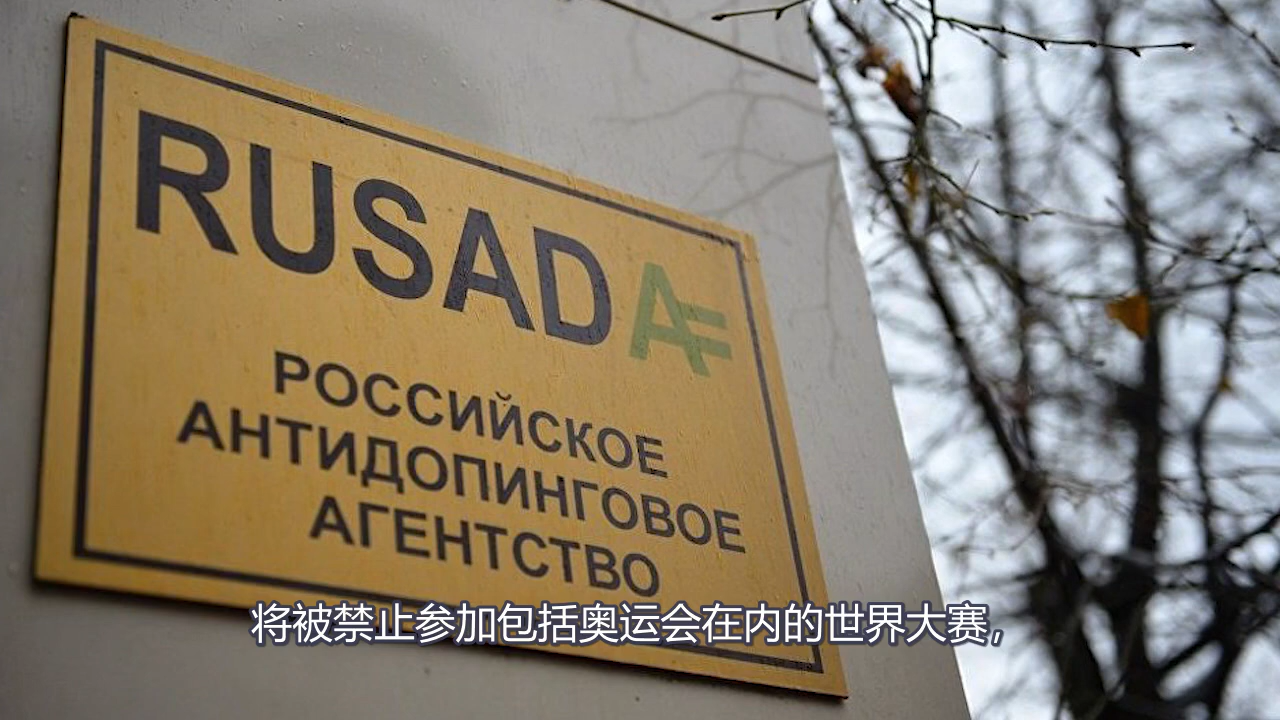 RUSADA
РОССИЙСКОЕ
АНТИДОПИНГОВОЕ
АГЕНТСТВО
将被禁止参加包括奥运会在内的世界大赛，